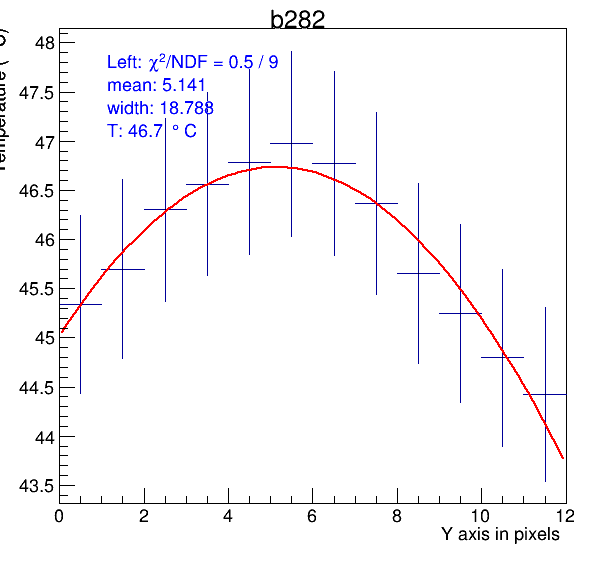 b282
Temperature (°C)
Left: χ²/NDF = 0.5 / 9
mean: 5.141
width: 18.788
T: 46.7 ° C
48
47.5
47
46.5
46
45.5
45
44.5
44
43.5
0 2 4 6 8 10 12
Y axis in pixels